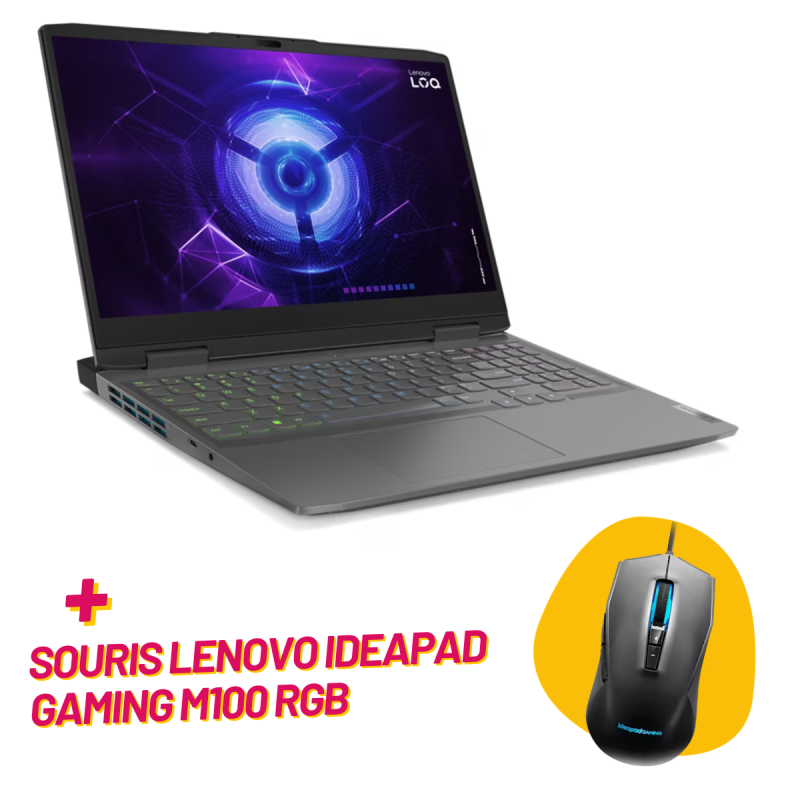 Lenovo
LOQ
+
SOURIS LENOVO IDEAPAD
GAMING M100 RGB
ideapadGAMING